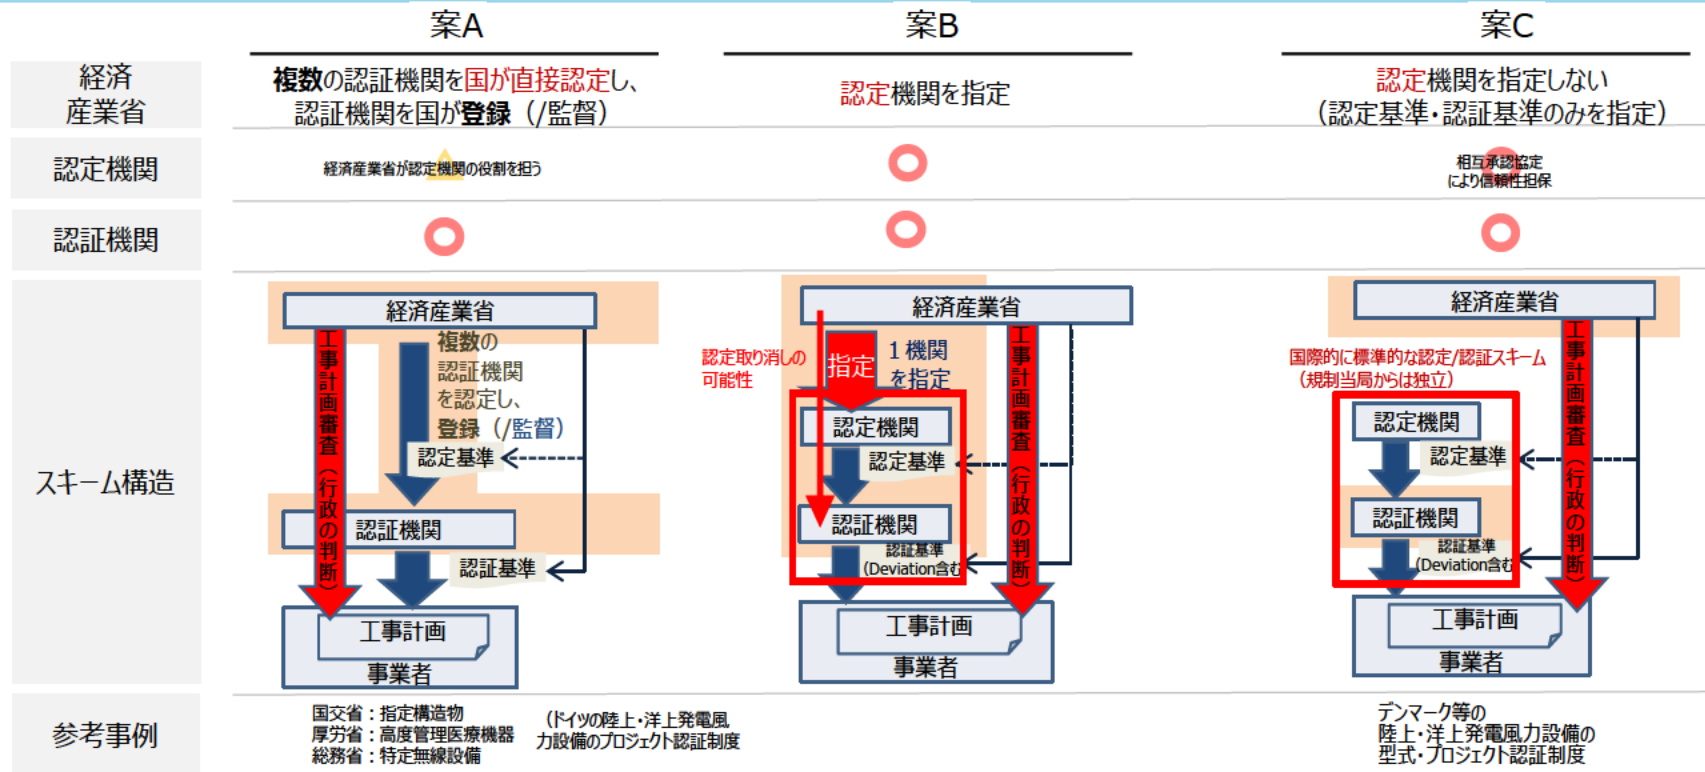 案A
案B
案C
経済
産業省
複数の認証機関を国が直接認定し、
認証機関を国が登録（/監督）
認定機関を指定
認定機関を指定しない
（認定基準・認証基準のみを指定）
認定機関
経済産業省が認定機関の役割を担う
相互承認協定
により信頼性担保
認証機関
スキーム構造
経済産業省
工事計画審査（行政の判断）
複数の
認証機関
を認定し、
登録（/監督）
認定基準
認証機関
認証基準
工事計画
事業者
経済産業省
認定取り消しの
可能性
指定
１機関
を指定
工事計画審査（行政の判断）
認定機関
認定基準
認証機関
認証基準
（Deviation含む
工事計画
事業者
経済産業省
国際的に標準的な認定/認証スキーム
（規制当局からは独立）
工事計画審査（行政の判断）
認定機関
認定基準
認証機関
認証基準
（Deviation含む
工事計画
事業者
参考事例
国交省：指定構造物
厚労省：高度管理医療機器
総務省：特定無線設備
（ドイツの陸上・洋上発電風
力設備のプロジェクト認証制度
デンマーク等の
陸上・洋上発電風力設備の
型式・プロジェクト認証制度